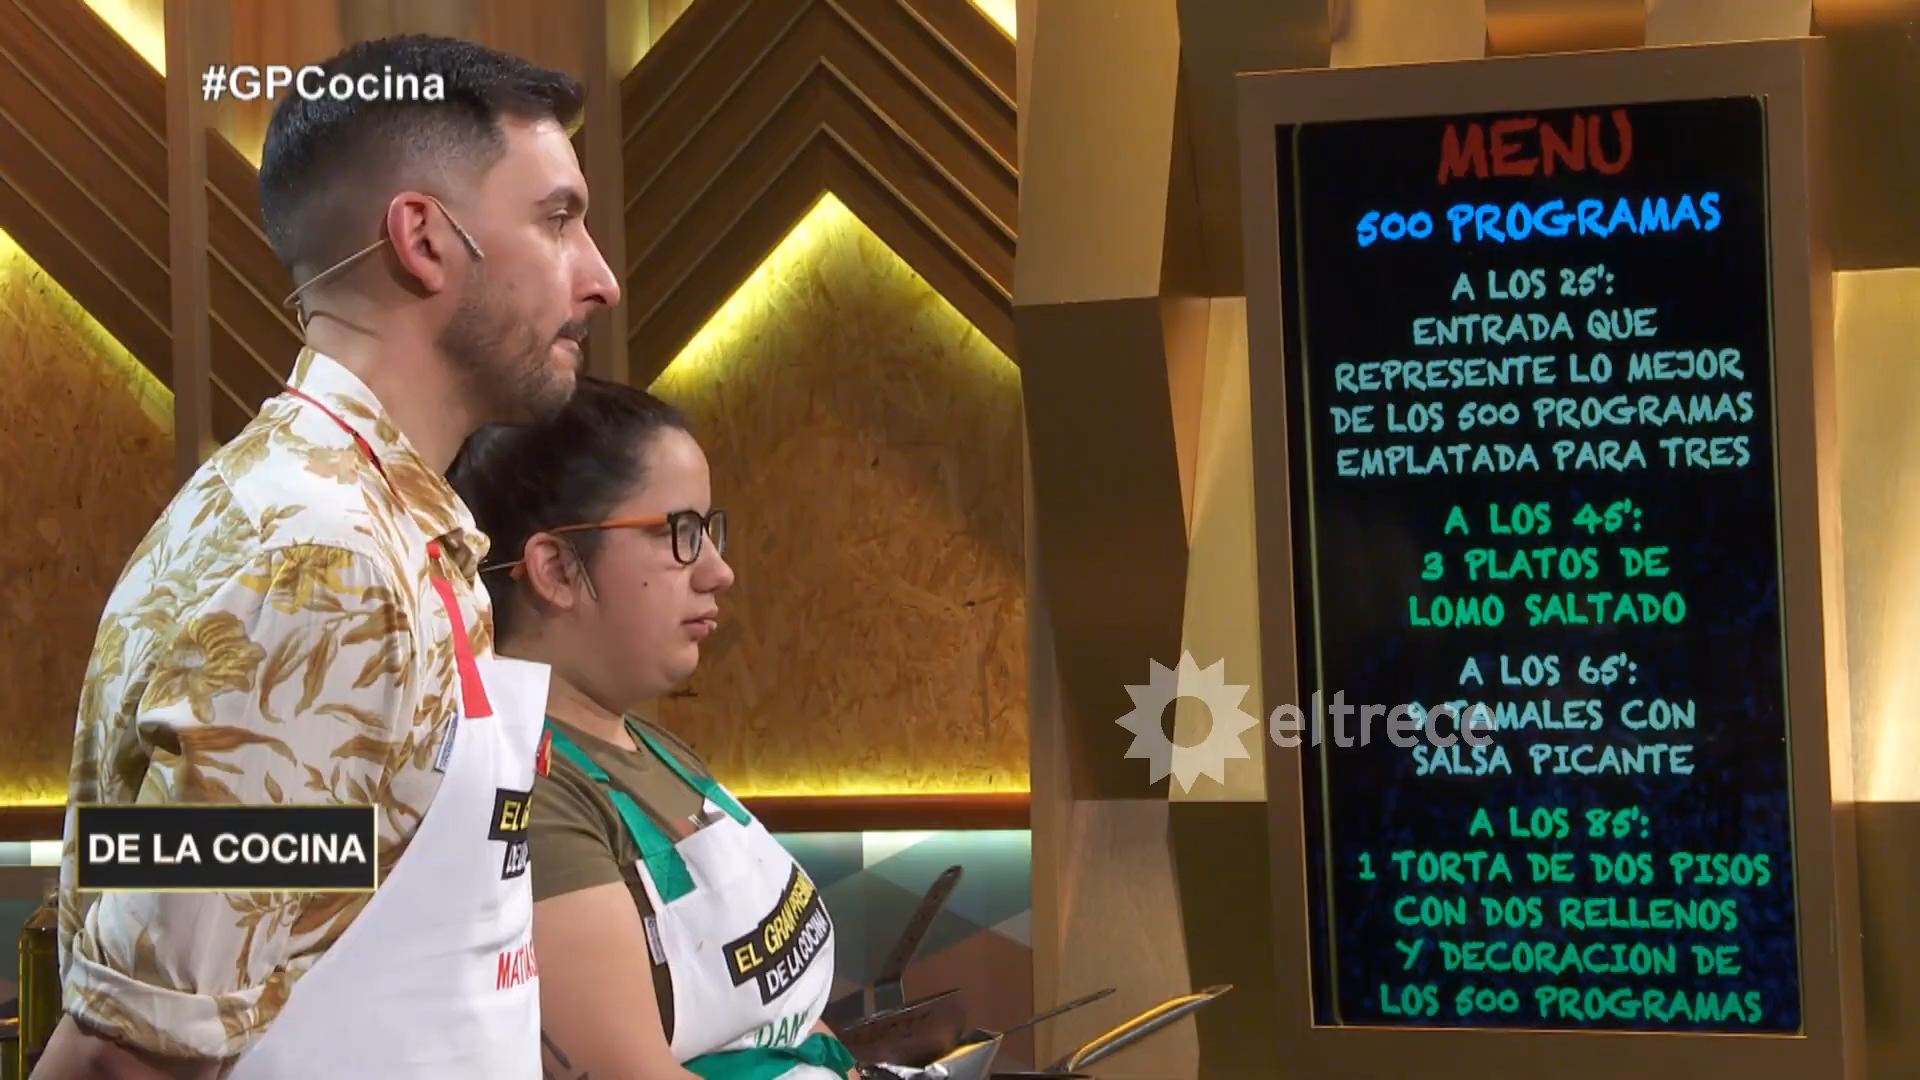 #GPCocina
MENU
500 PROGRAMAS
A LOS 25':
ENTRADA QUE
REPRESENTE LO MEJOR
DE LOS 500 PROGRAMAS
EMPLATADA PARA TRES
A LOS 45':
3 PLATOS DE
LOMO SALTADO
A LOS 65':
9 TAMALES CON
SALSA PICANTE
A LOS 85':
1 TORTA DE DOS PISOS
CON DOS RELLENOS
Y DECORACION DE
LOS 500 PROGRAMAS
eltrece
DE LA COCINA
EL GRAN PREMIO
DE LA COCINA